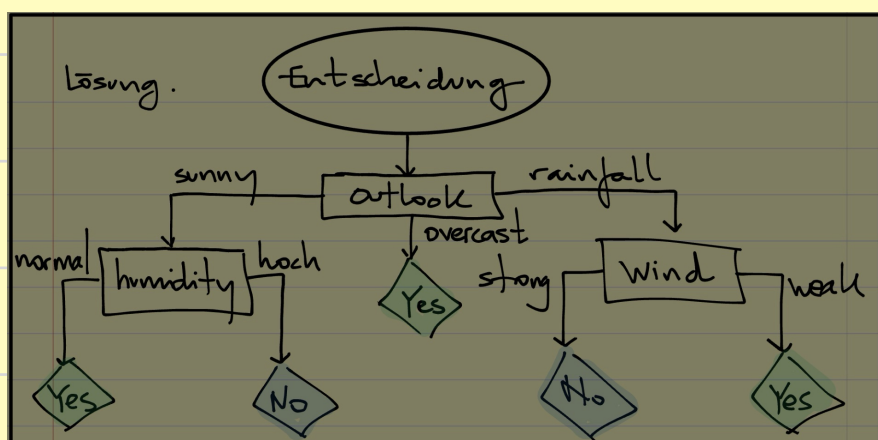 Lösung.
Entscheidung
sunny
outlook
rainfall
overcast
normal
humidity
hoch
Yes
strong
Wind
weak
Yes
No
No
Yes